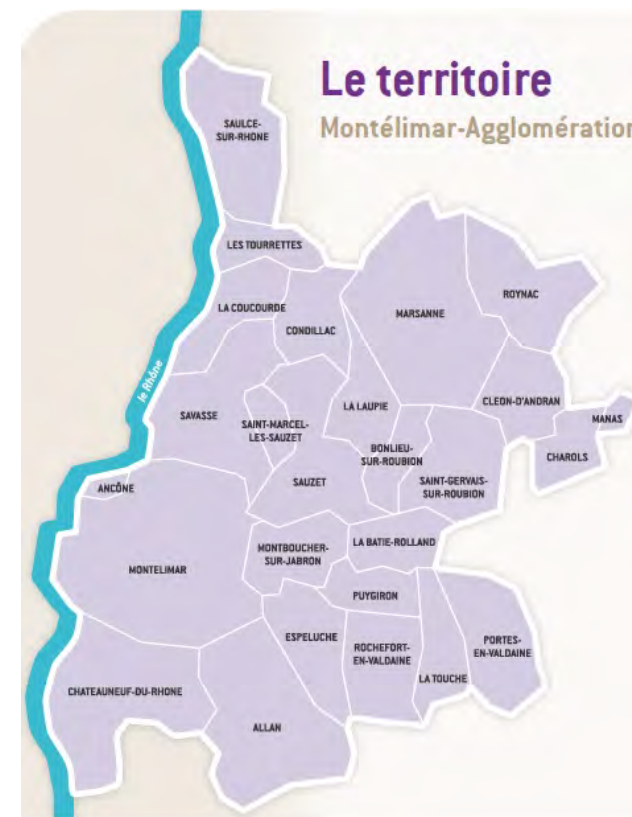 Le territoire
Montélimar-Agglomération
SAULCE-
SUR-RHONE
LES TOURRETTES
LA COUCOURDE
CONDILLAC
MARSANNE
ROYNAC
le Rhône
SAVASSE
SAINT-MARCEL-
LES-SAUZET
LA LAUPIE
CLEON-D'ANDRAN
MANAS
CHAROLS
BONLIEU-
SUR-ROUBION
SAINT-GERVAIS-
SUR-ROUBION
SAUZET
ANCÔNE
MONTELIMAR
MONTBOUCHER-
SUR-JABRON
LA BATIE-ROLLAND
PUYGIRON
ESPELUCHE
ROCHEFORT-
EN-VALDAINE
LA TOUCHE
PORTES-
EN-VALDAINE
CHATEAUNEUF-DU-RHONE
ALLAN